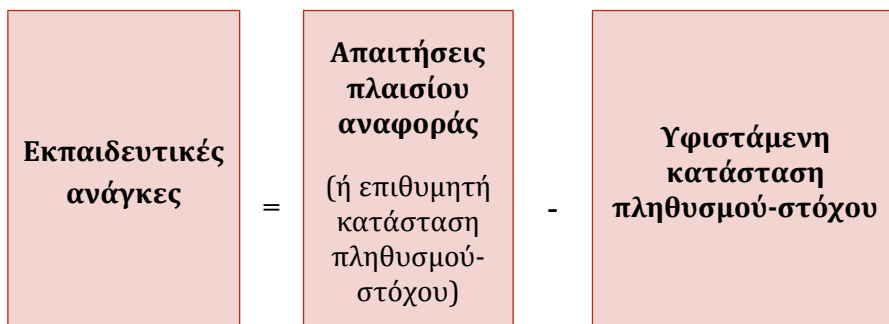 Εκπαιδευτικές
ανάγκες
=
Απαιτήσεις
πλαισίου
αναφοράς
(ή επιθυμητή
κατάσταση
πληθυσμού-
στόχου)
-
Υφιστάμενη
κατάσταση
πληθυσμού-στόχου